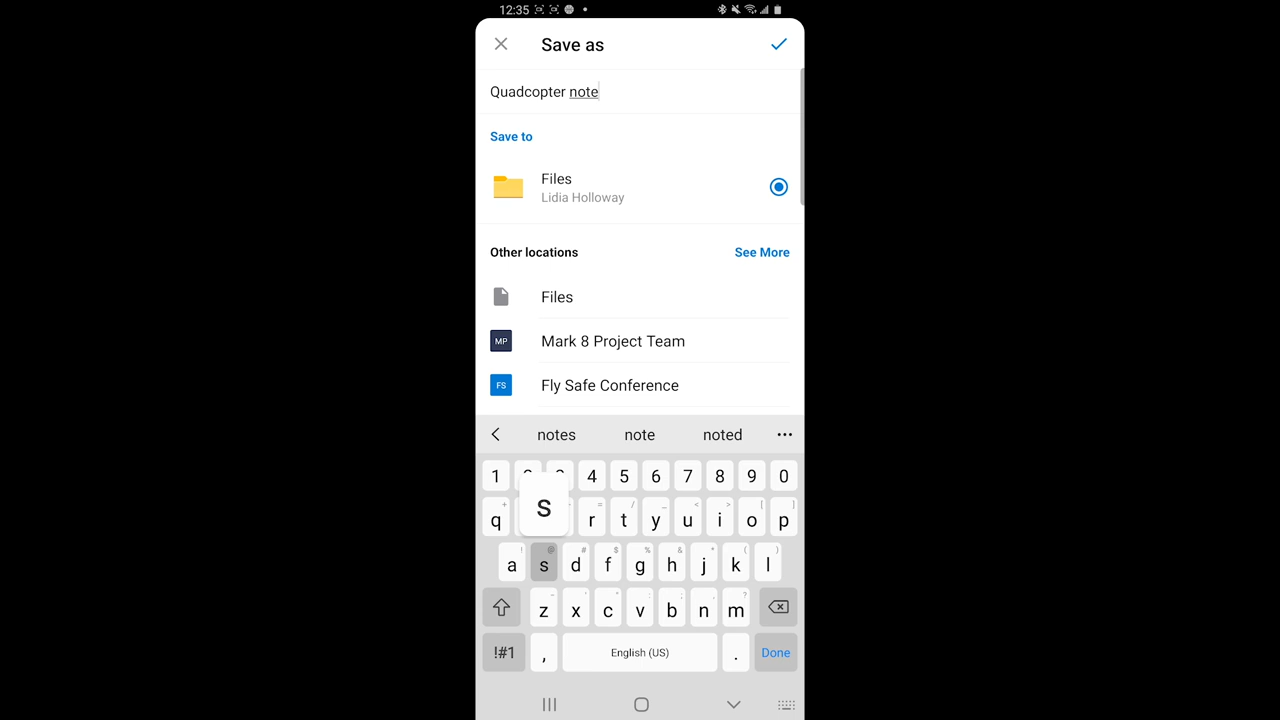 12:35
Save as
Quadcopter note
Save to
Files
Lidia Holloway
Other locations
See More
Files
MP
Mark 8 Project Team
FS
Fly Safe Conference
notes note noted
1 4 5 6 7 8 9 0
s
q r t y u i o p
a s d f g h j k l
z x c v b n m
!#1 , English (US) . Done